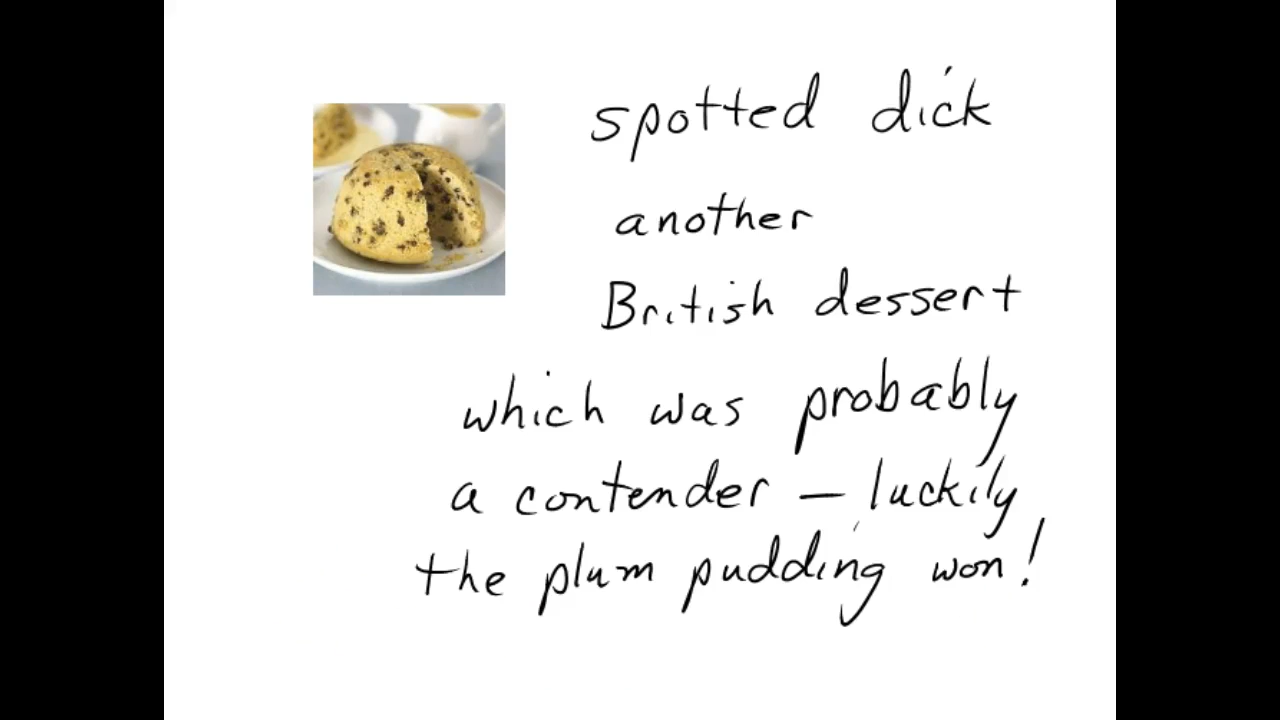 spotted dick
another
British dessert
which was probably
a contender – luckily
the plum pudding won!